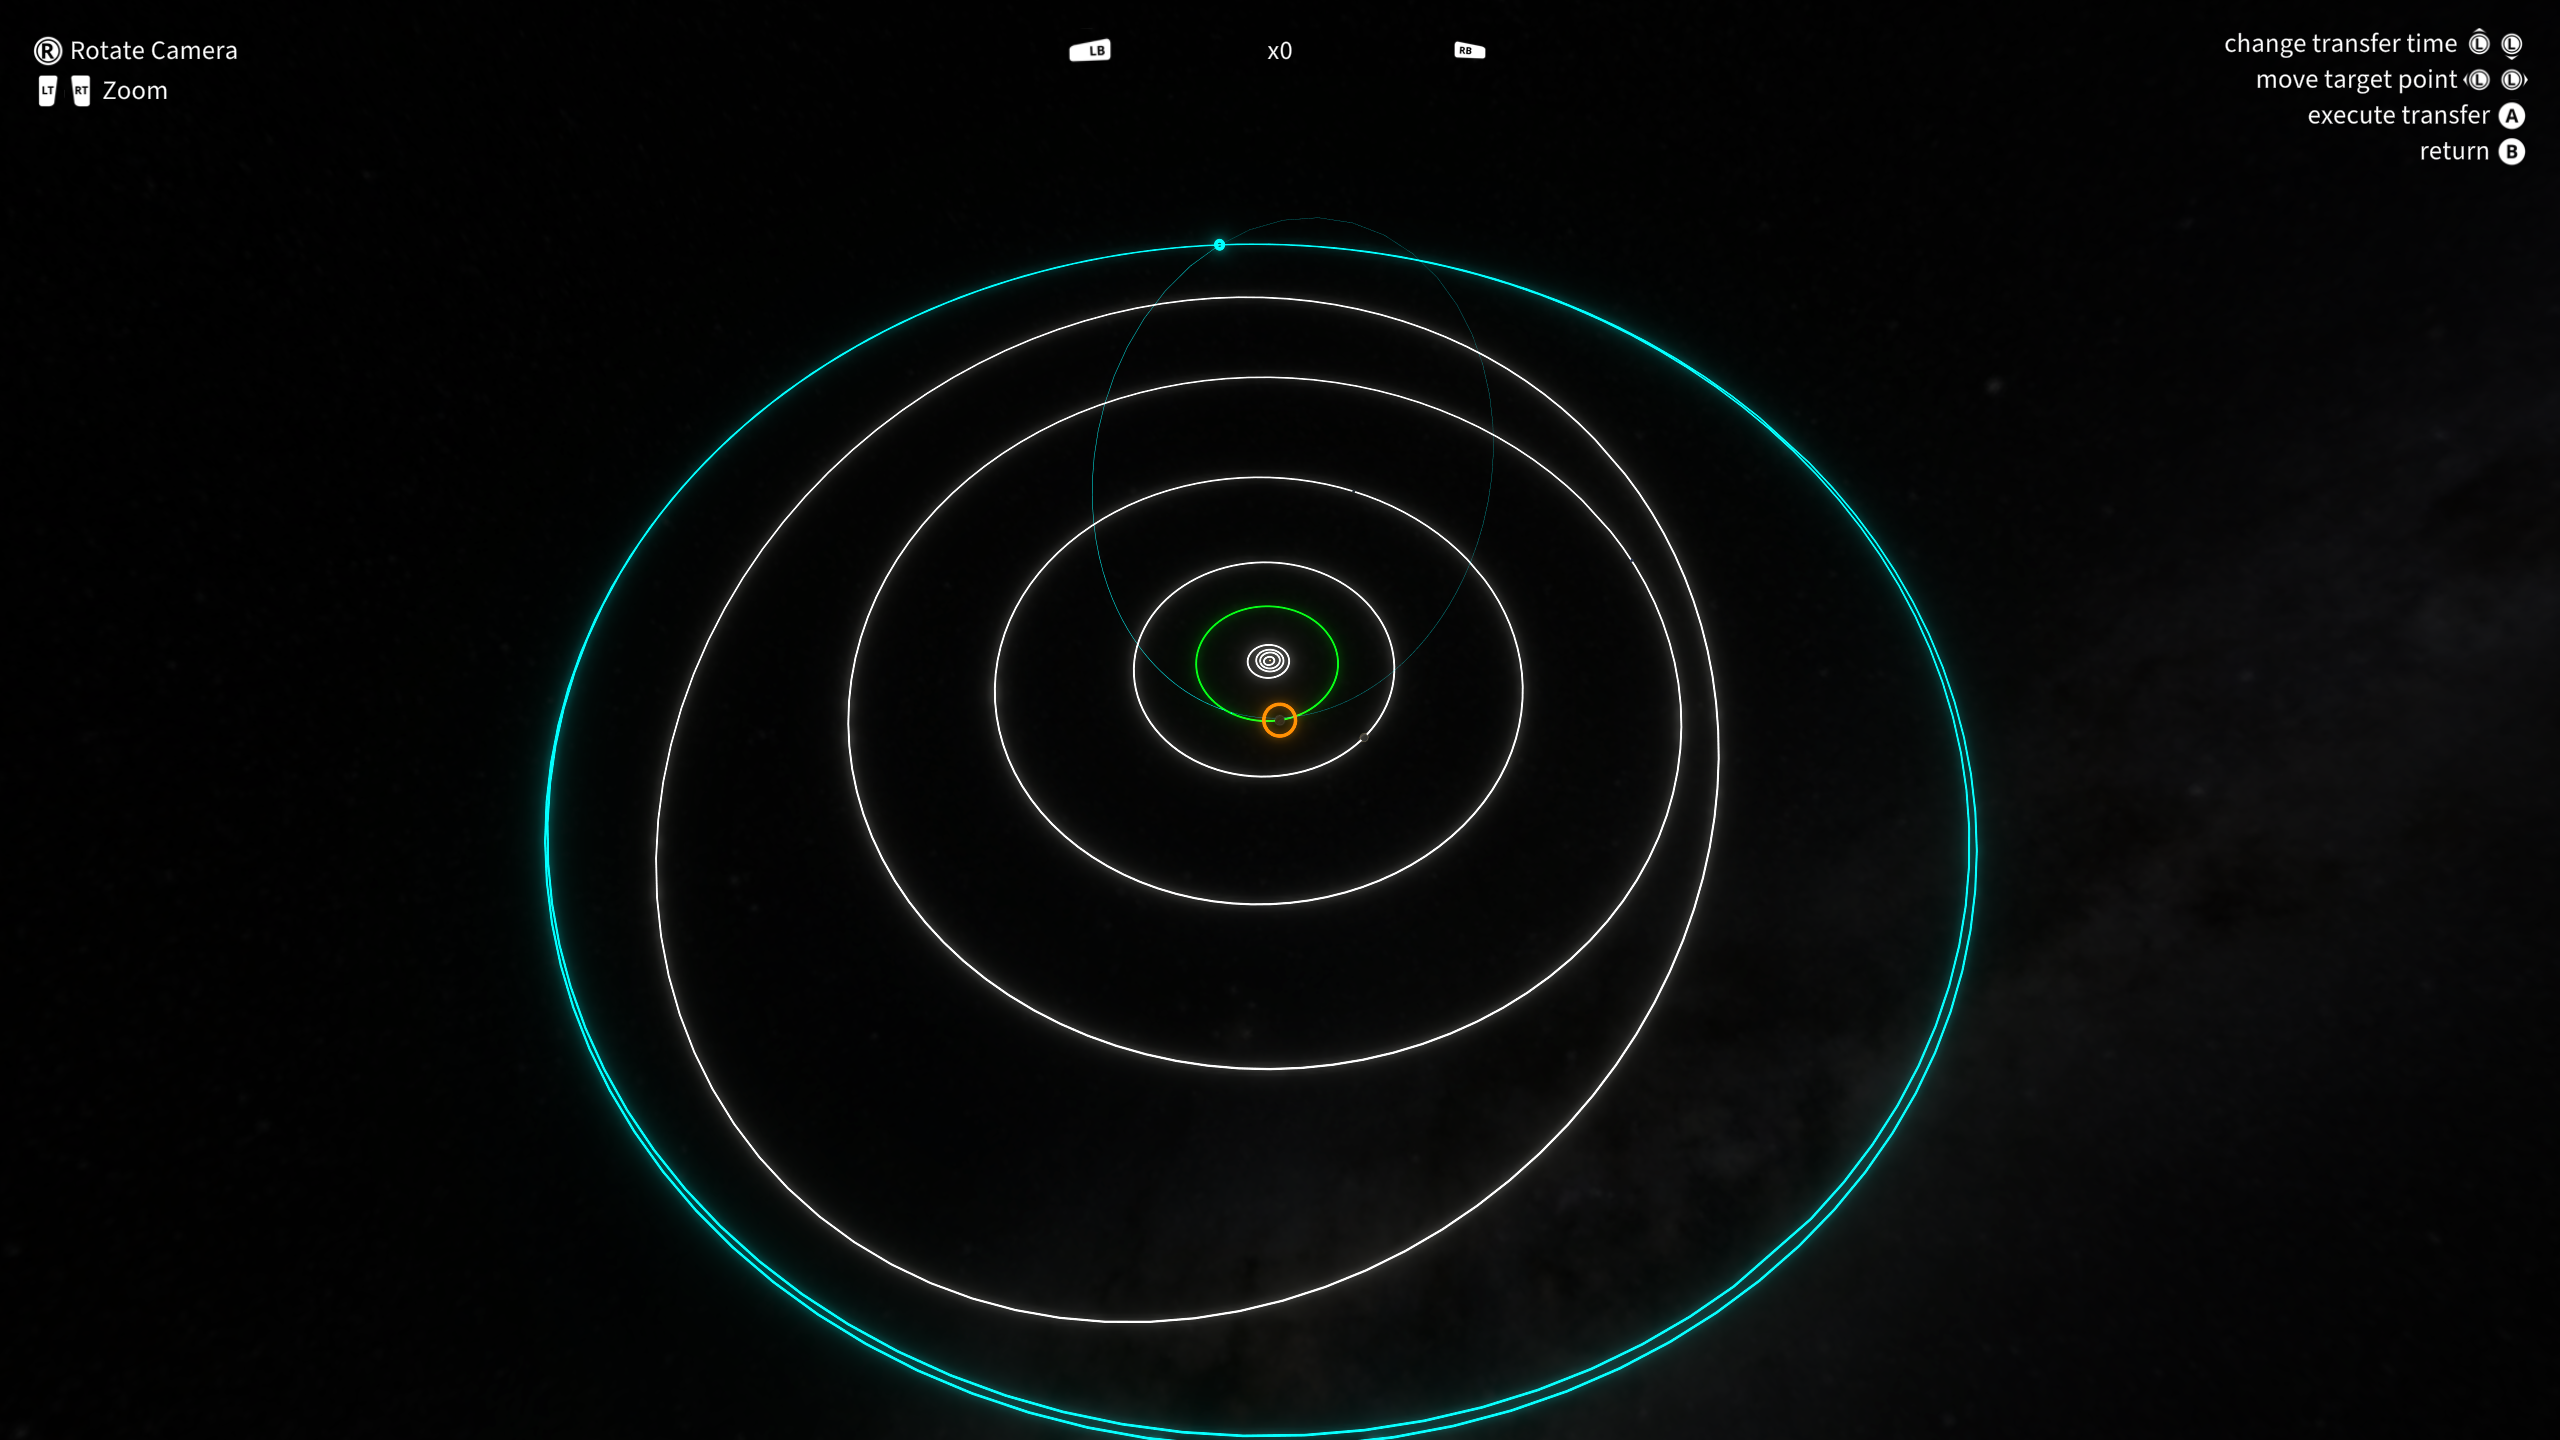 R Rotate Camera
LT RT Zoom
LB x0 RB
change transfer time L L
move target point L L
execute transfer A
return B